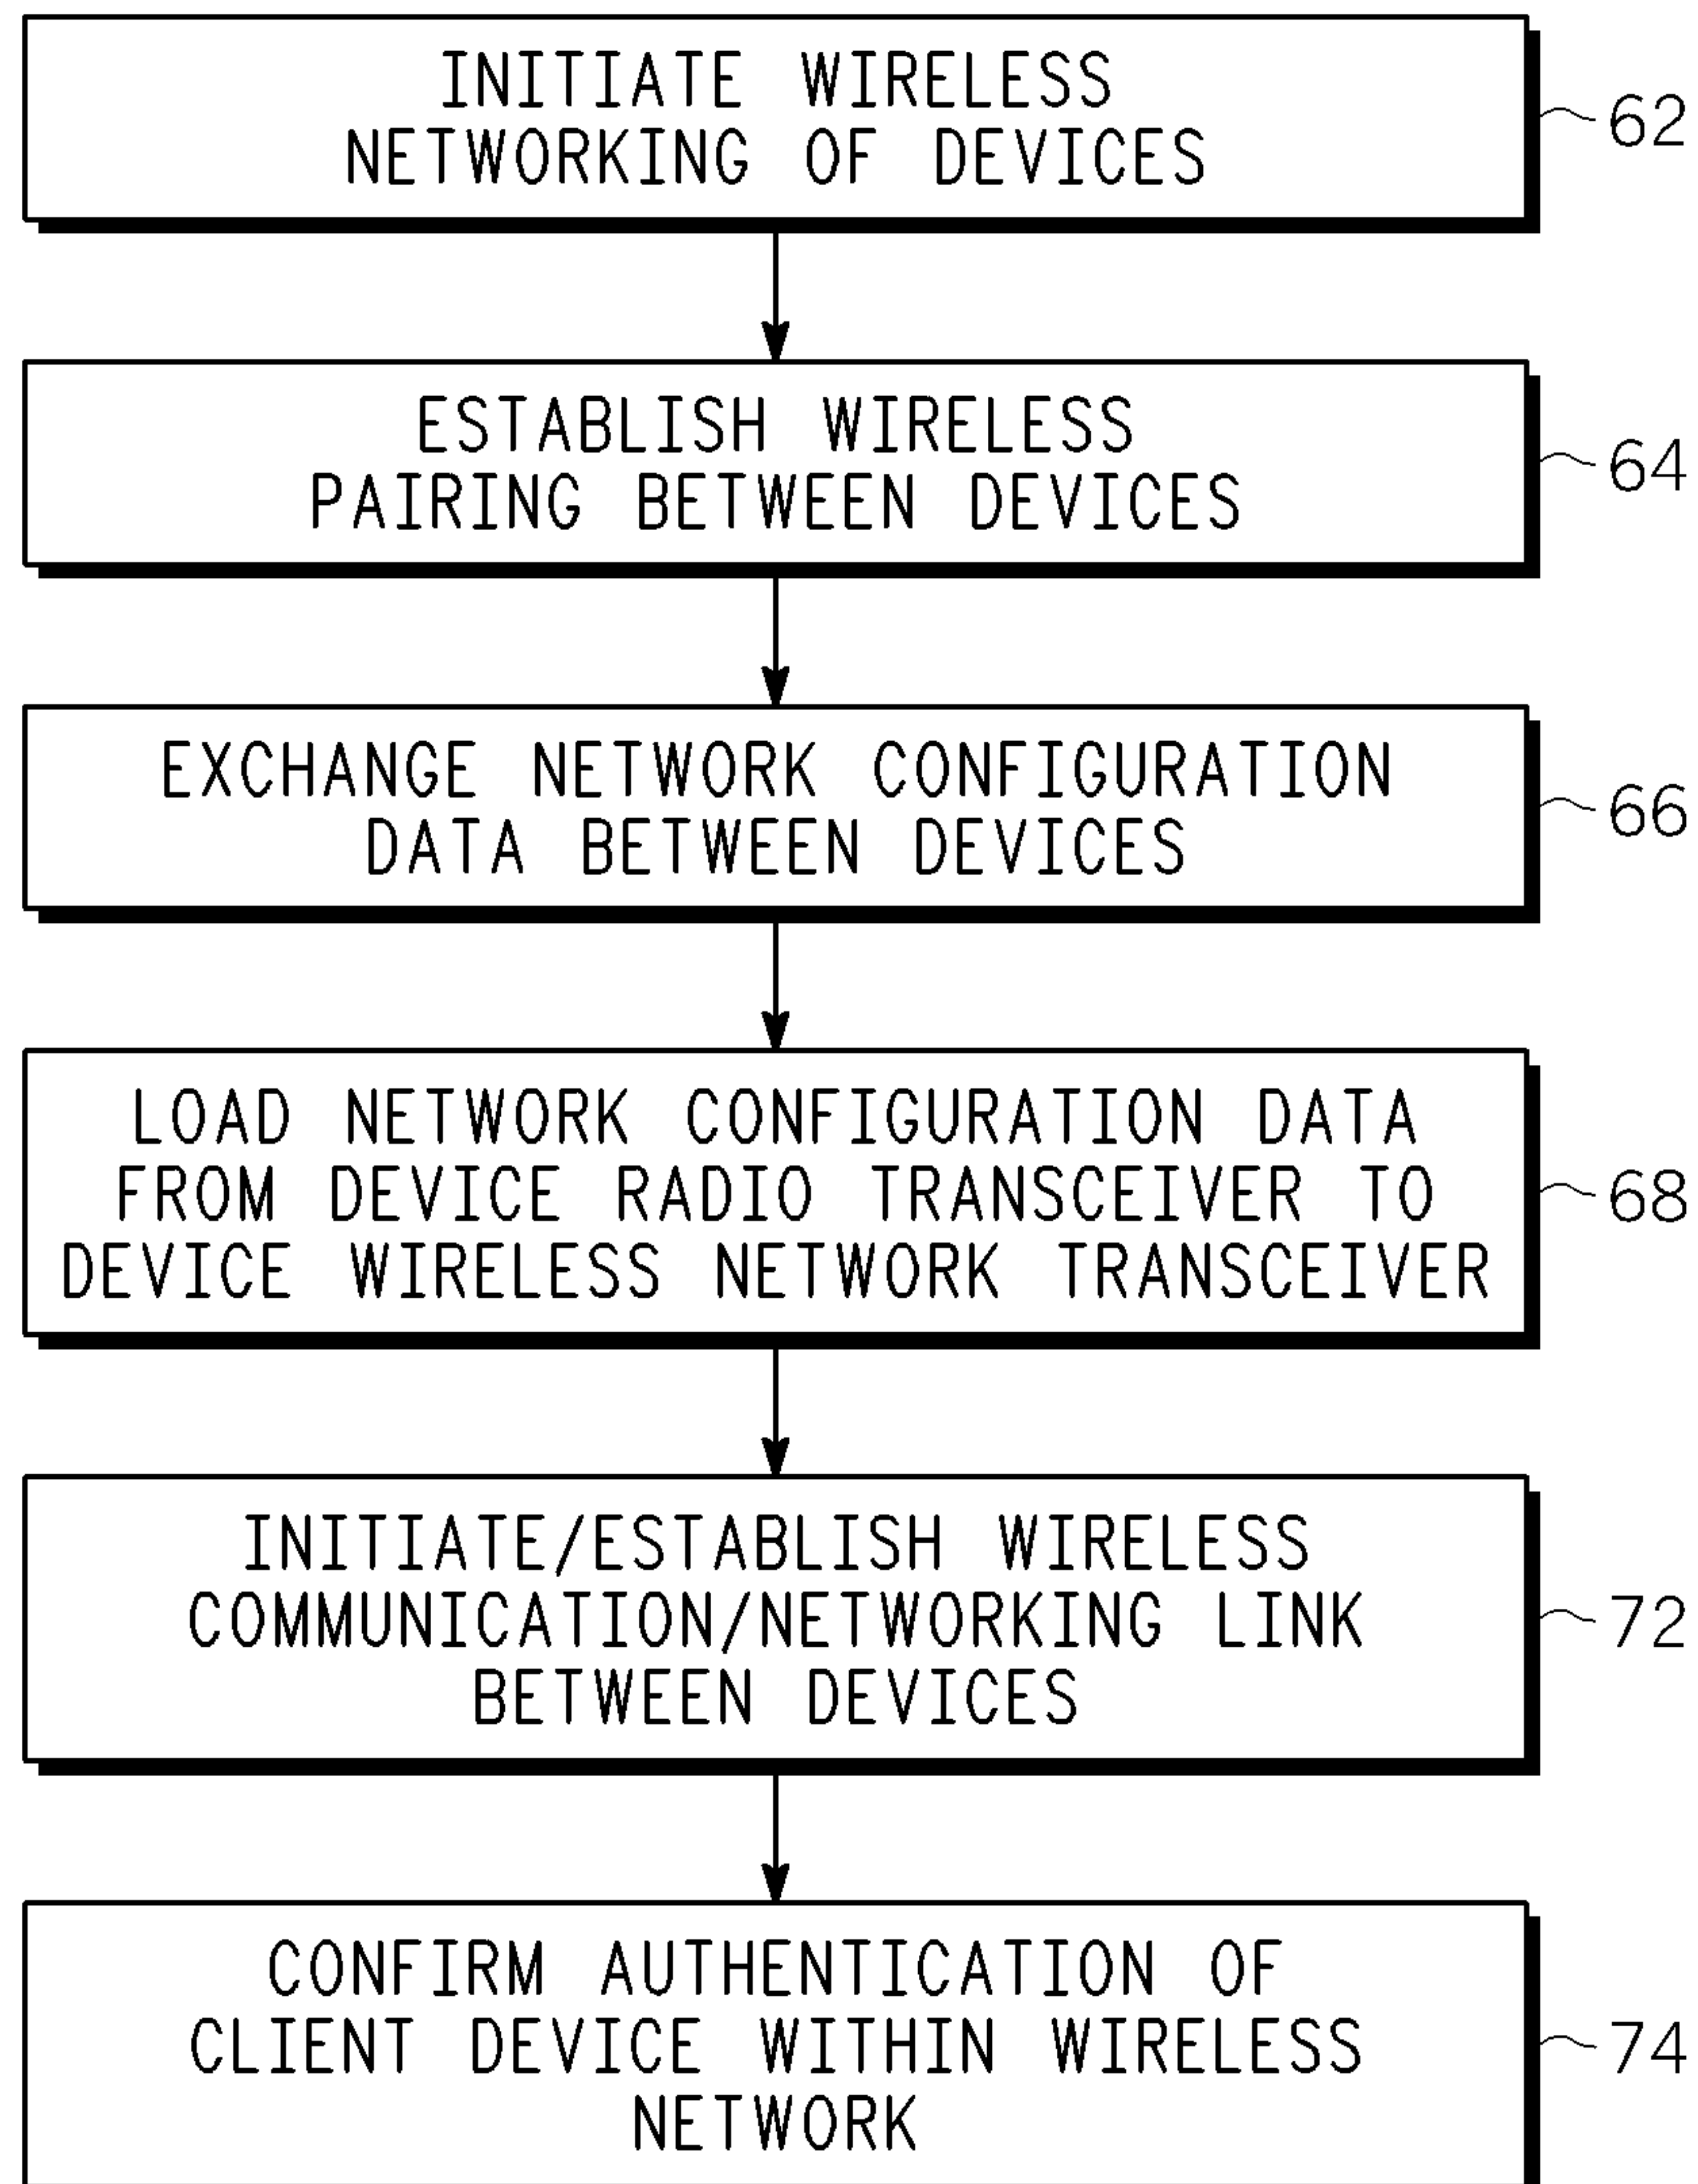 INITIATE WIRELESS
NETWORKING OF DEVICES
62
ESTABLISH WIRELESS
PAIRING BETWEEN DEVICES
64
EXCHANGE NETWORK CONFIGURATION
DATA BETWEEN DEVICES
66
LOAD NETWORK CONFIGURATION DATA
FROM DEVICE RADIO TRANSCEIVER TO
DEVICE WIRELESS NETWORK TRANSCEIVER
68
INITIATE/ESTABLISH WIRELESS
COMMUNICATION/NETWORKING LINK
BETWEEN DEVICES
72
CONFIRM AUTHENTICATION OF
CLIENT DEVICE WITHIN WIRELESS
NETWORK
74